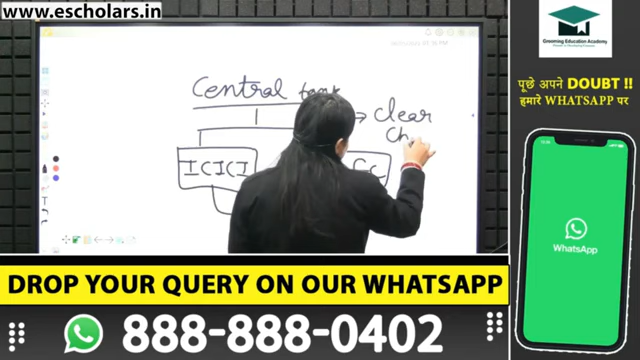 www.escholars.in
Grooming Education Academy
Central
clear
Ch
ICICI
पूछे अपने DOUBT !!
हमारे WHATSAPP पर
WhatsApp
DROP YOUR QUERY ON OUR WHATSAPP
888-888-0402